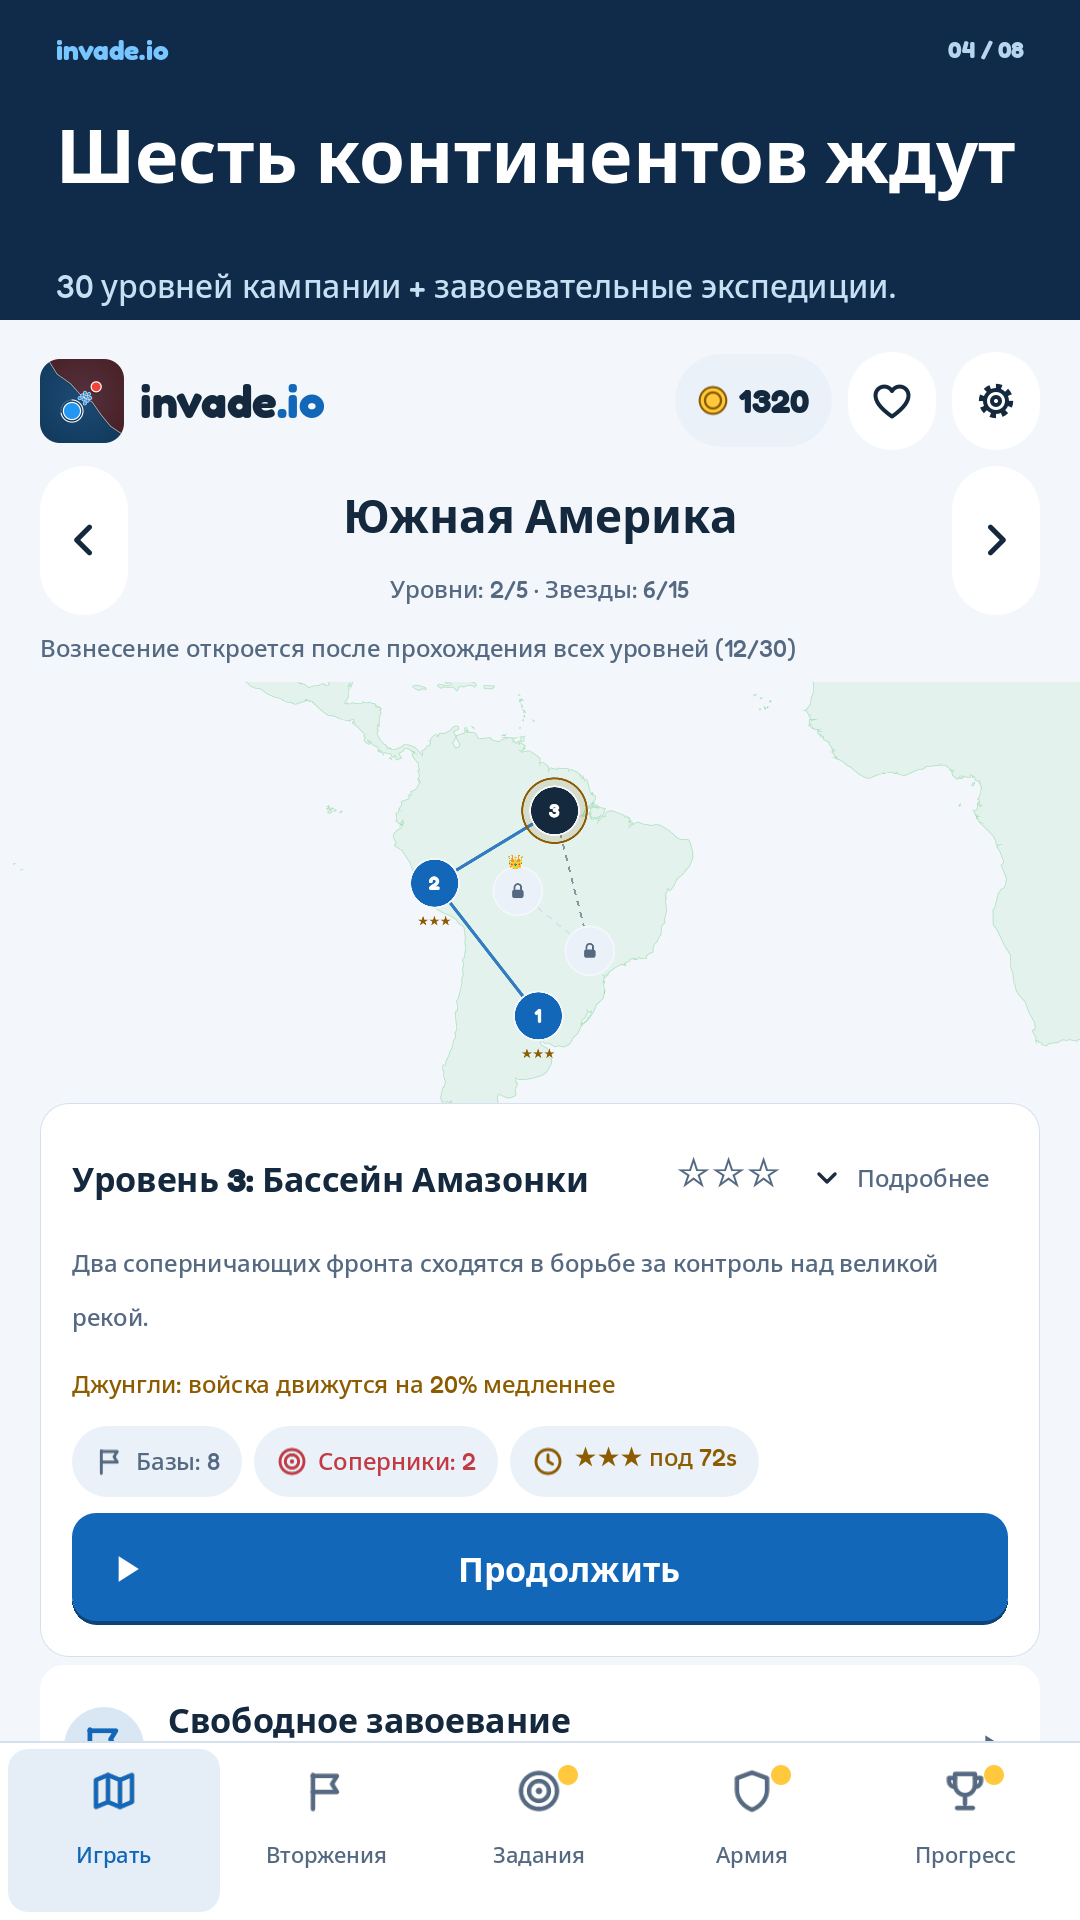 invade.io
04 / 08
Шесть континентов ждут
30 уровней кампании + завоевательные экспедиции.
invade.io
1320
Южная Америка
Уровни: 2/5 · Звезды: 6/15
Вознесение откроется после прохождения всех уровней (12/30)
3
2
★★★
1
★★★
Уровень 3: Бассейн Амазонки
☆☆☆
Подробнее
Два соперничающих фронта сходятся в борьбе за контроль над великой
рекой.
Джунгли: войска движутся на 20% медленнее
Базы: 8
Соперники: 2
★★★ под 72s
Продолжить
Свободное завоевание
Играть
Вторжения
Задания
Армия
Прогресс